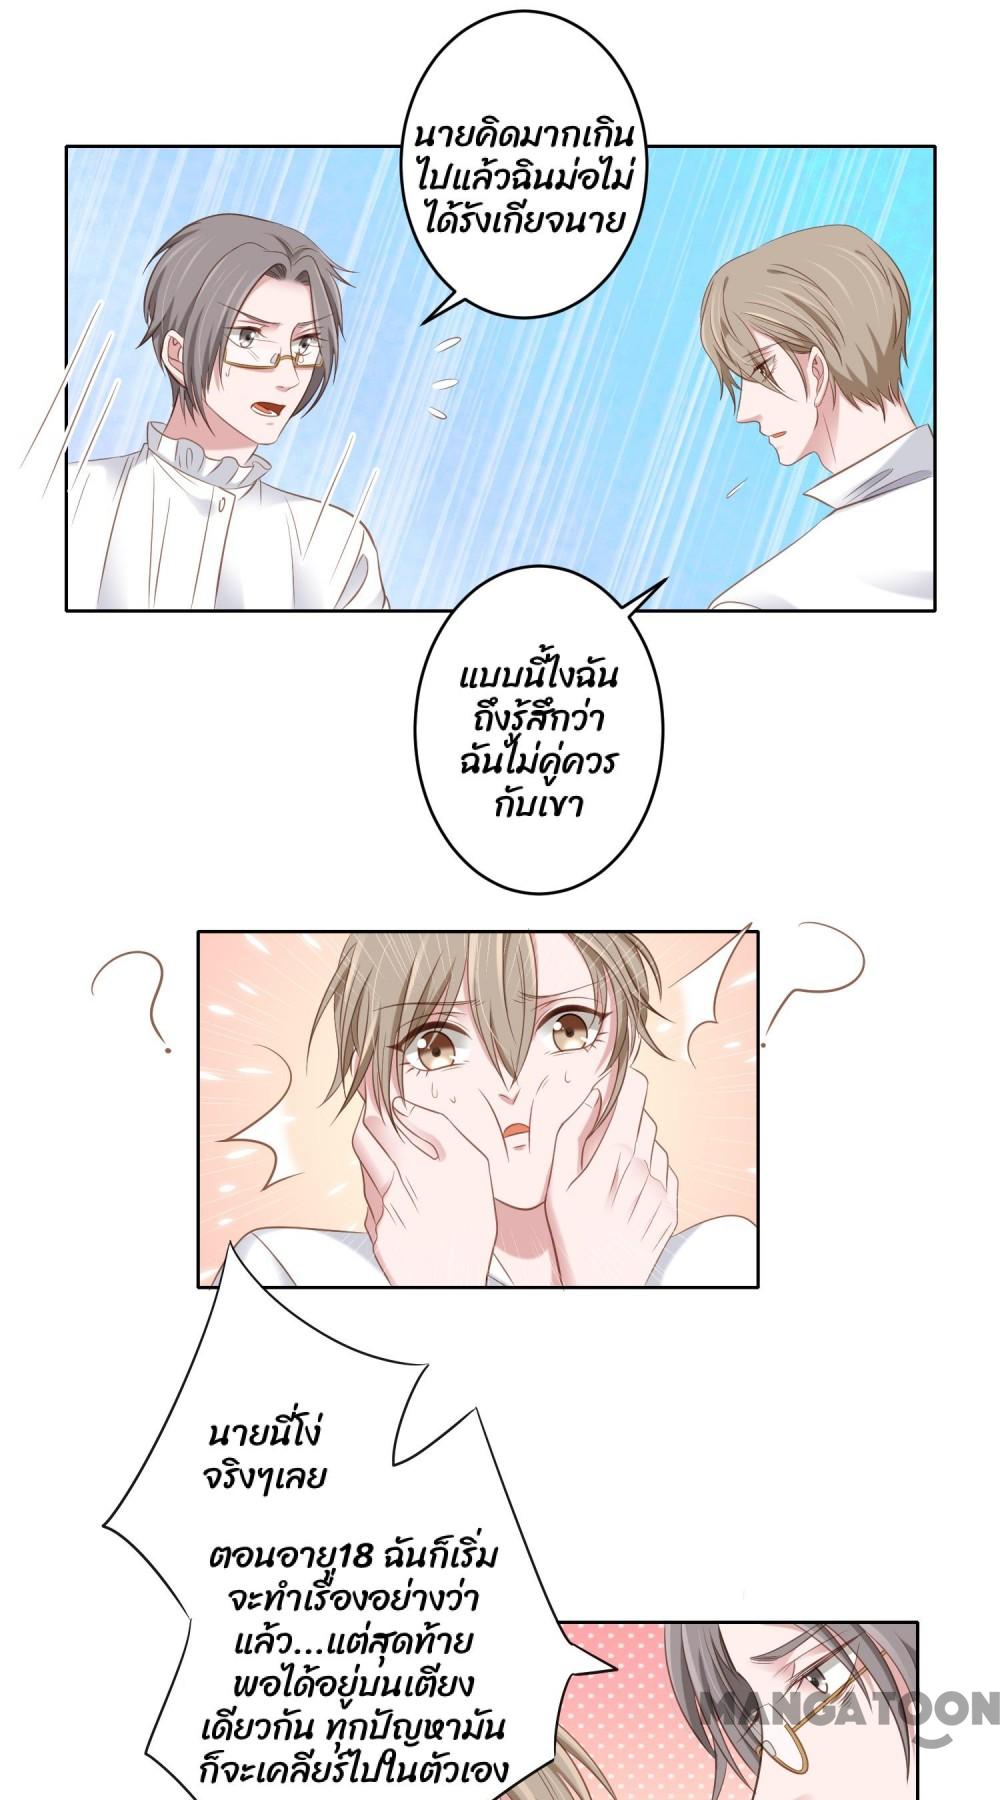 นายคิดมากเกิน
ไปแล้วฉินม่อไม่
ได้รังเกียจนาย
แบบนี้ไงฉัน
ถึงรู้สึกว่า
ฉันไม่คู่ควร
กับเขา
นายนี่โง่
จริงๆเลย
ตอนอายุ18 ฉันก็เริ่ม
จะทำเรื่องอย่างว่า
แล้ว...แต่สุดท้าย
พอได้อยู่บนเตียง
เดียวกัน ทุกปัญหามัน
ก็จะเคลียร์ไปในตัวเอง
MANGATOON